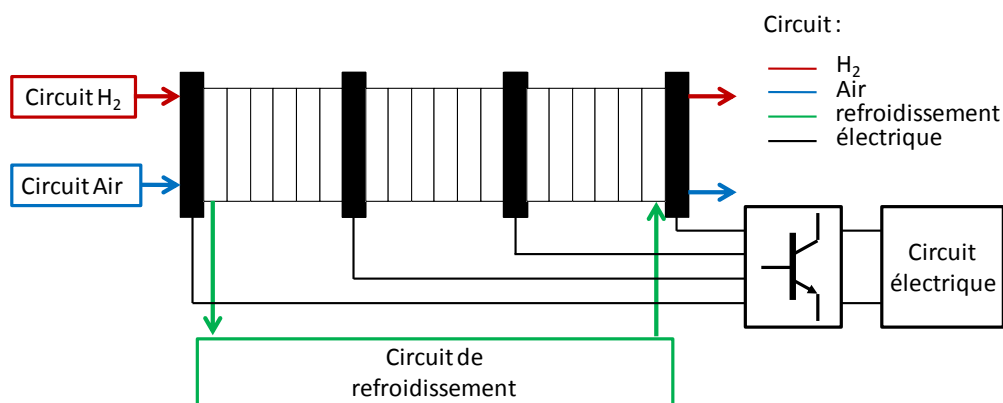 Circuit :
H₂
Air
refroidissement
électrique
Circuit H₂
Circuit Air
Circuit
électrique
Circuit de
refroidissement